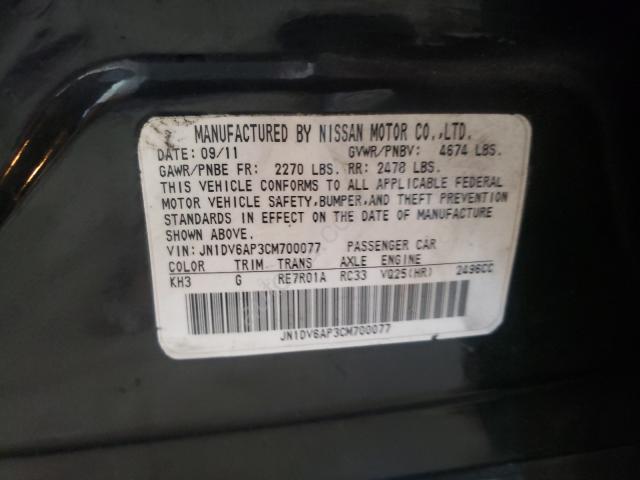 MANUFACTURED BY NISSAN MOTOR CO.,LTD.
DATE: 09/11 GVWR/PNBV: 4674 LBS.
GAWR/PNBE FR: 2270 LBS. RR: 2478 LBS.
THIS VEHICLE CONFORMS TO ALL APPLICABLE FEDERAL
MOTOR VEHICLE SAFETY,BUMPER,AND THEFT PREVENTION
STANDARDS IN EFFECT ON THE DATE OF MANUFACTURE
SHOWN ABOVE.
VIN: JN1DV6AP3CM700077 PASSENGER CAR
COLOR TRIM TRANS AXLE ENGINE
KH3 G RE7R01A RC33 VQ25(HR) 2496CC
JN1DV6AP3CM700077